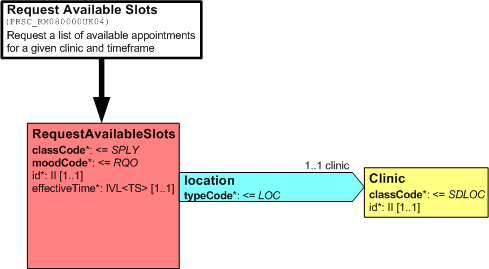 Request Available Slots
(PRSC_RM080000UK04)
Request a list of available appointments
for a given clinic and timeframe
RequestAvailableSlots
classCode*: <= SPLY
moodCode*: <= RQO
id*: II [1..1]
effectiveTime*: IVL<TS> [1..1]
1..1 clinic
location
typeCode*: <= LOC
Clinic
classCode*: <= SDLOC
id*: II [1..1]